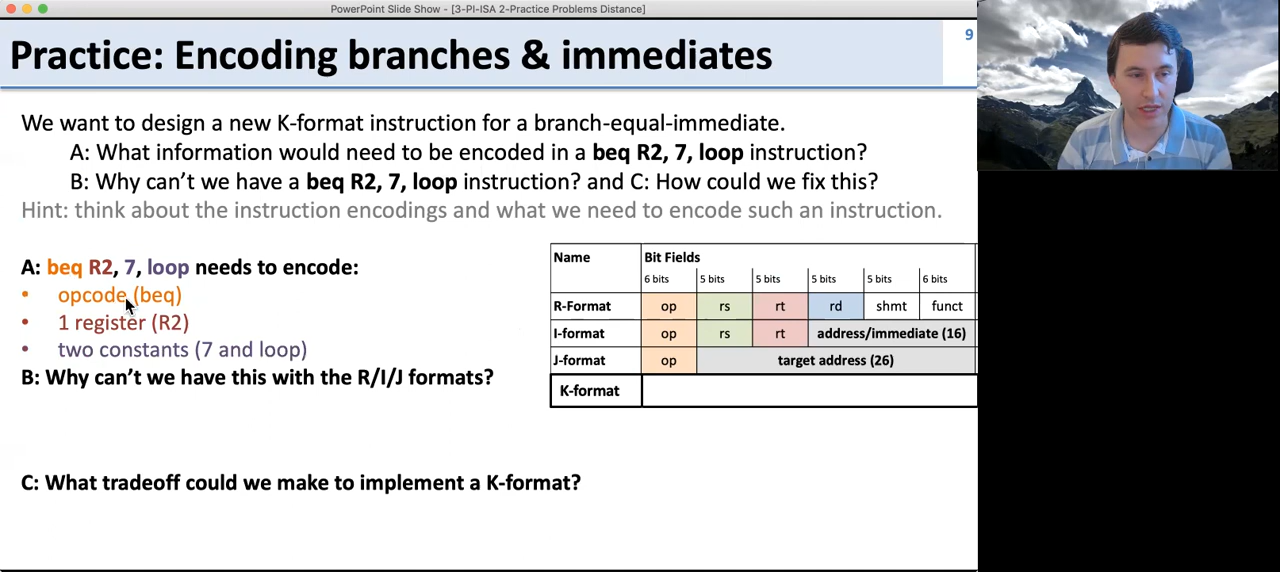 PowerPoint Slide Show - [3-PI-ISA 2-Practice Problems Distance]
Practice: Encoding branches & immediates
9
We want to design a new K-format instruction for a branch-equal-immediate.
A: What information would need to be encoded in a beq R2, 7, loop instruction?
B: Why can't we have a beq R2, 7, loop instruction? and C: How could we fix this?
Hint: think about the instruction encodings and what we need to encode such an instruction.
A: beq R2, 7, loop needs to encode:
• opcode (beq)
• 1 register (R2)
• two constants (7 and loop)
B: Why can't we have this with the R/I/J formats?
C: What tradeoff could we make to implement a K-format?
Name Bit Fields
6 bits 5 bits 5 bits 5 bits 5 bits 6 bits
R-Format op rs rt rd shmt funct
I-format op rs rt address/immediate (16)
J-format op target address (26)
K-format